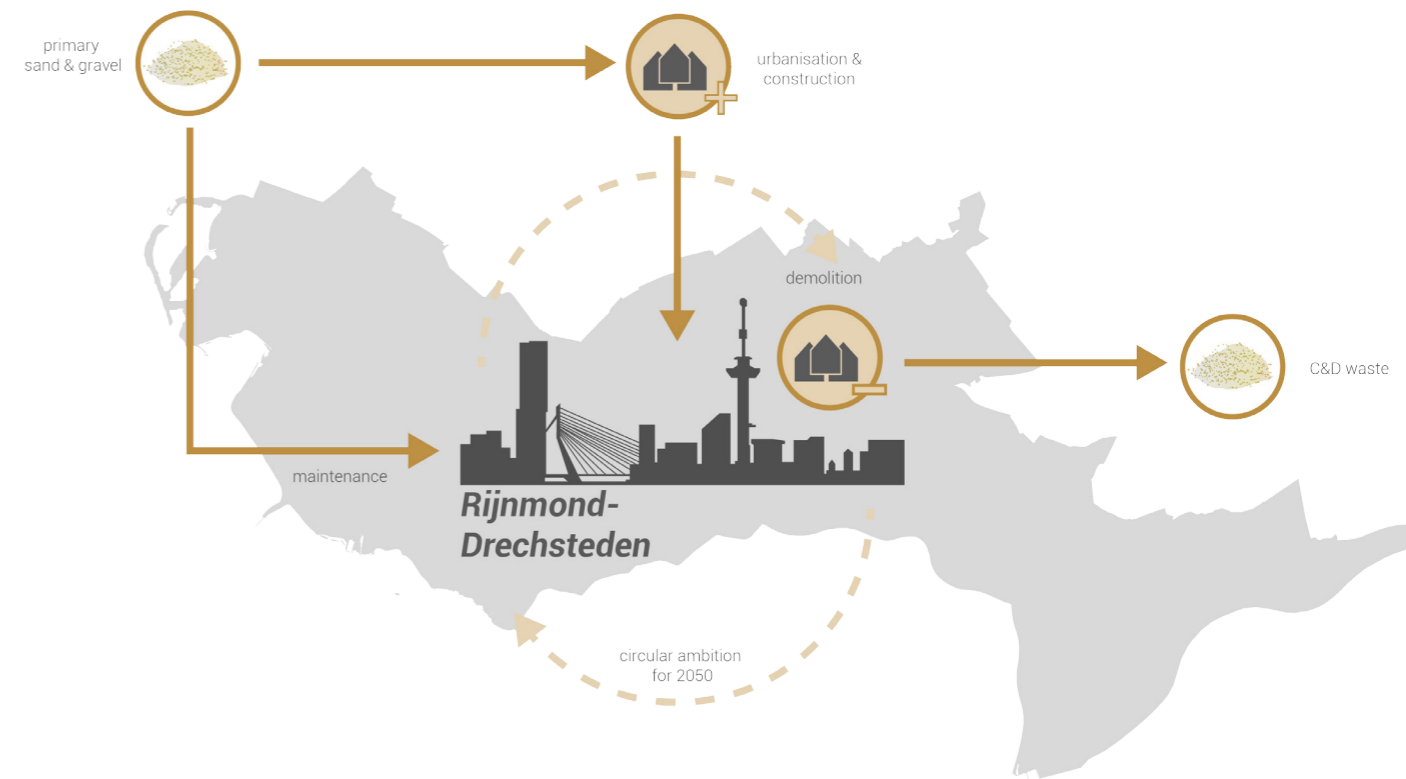 primary
sand & gravel
urbanisation &
construction
demolition
C&D waste
maintenance
Rijnmond-
Drechsteden
circular ambition
for 2050